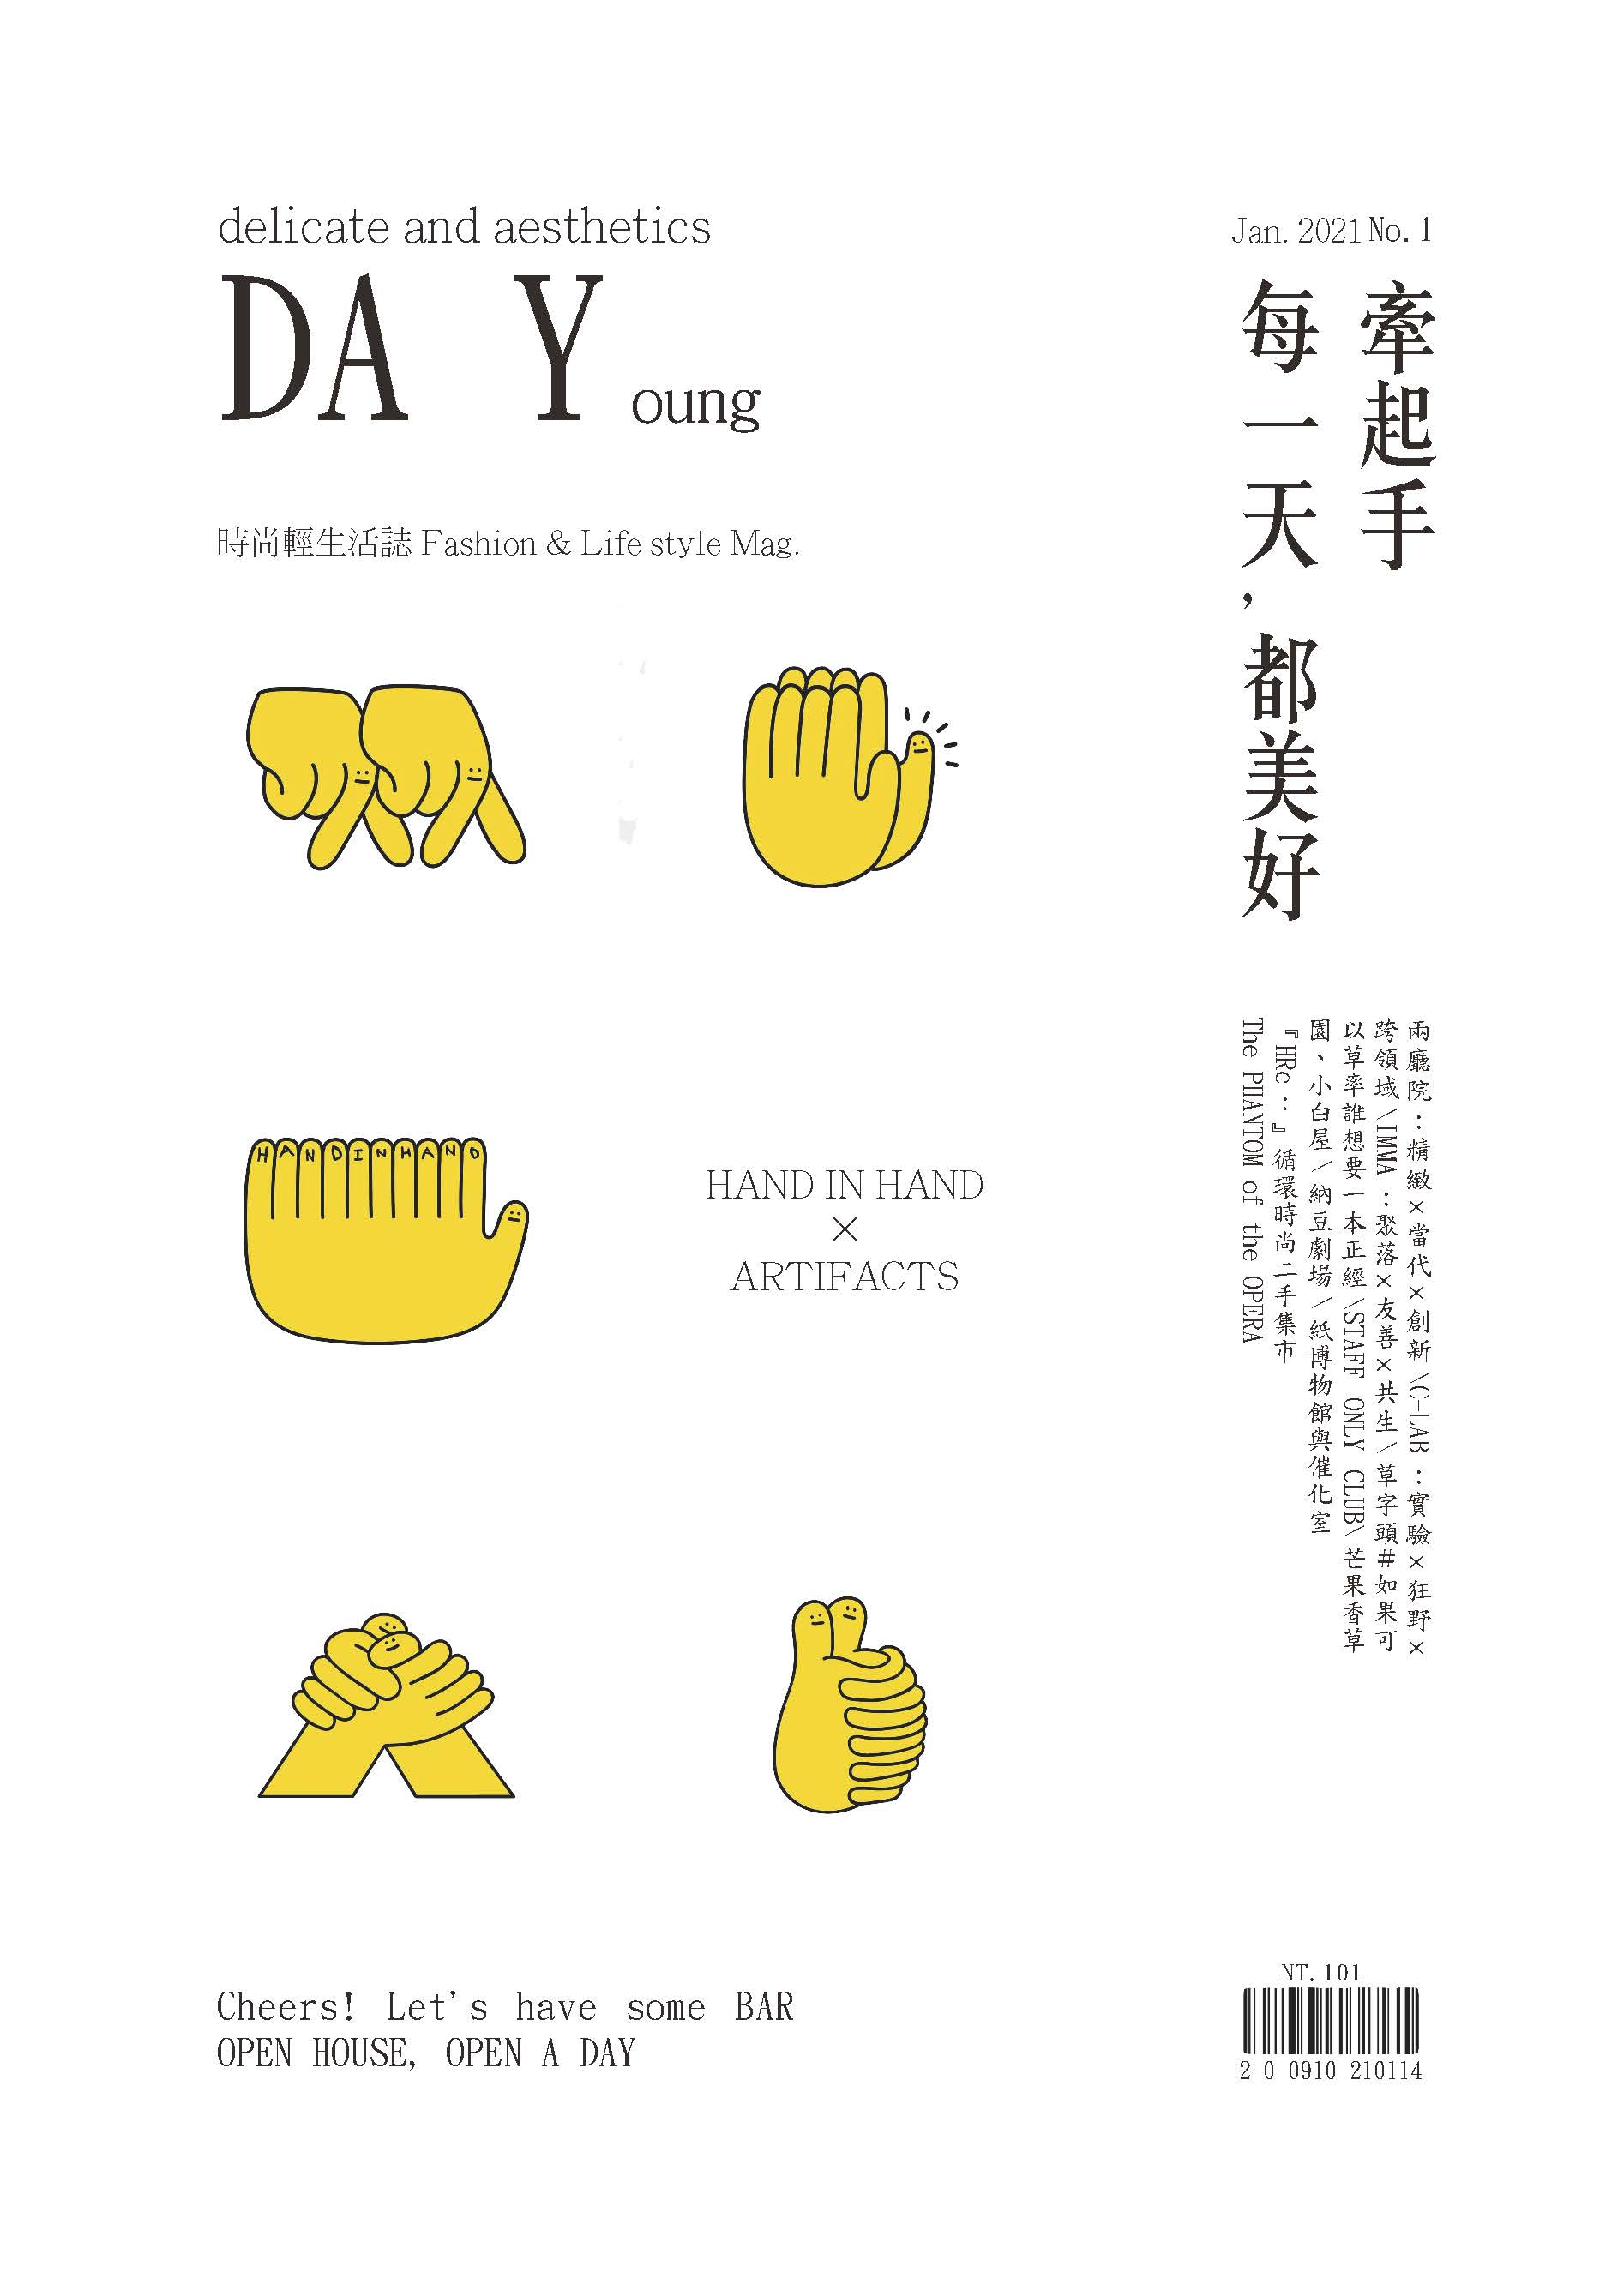 delicate and aesthetics
DA Young
時尚輕生活誌 Fashion & Life style Mag.
Jan. 2021 No. 1
牽起手
每一天，都美好
HANDINHAND
HAND IN HAND
×
ARTIFACTS
兩廳院：精緻×當代×創新\C-LAB：實驗×狂野×
跨領域/IMMA：聚落×友善×共生/草字頭#如果可
以草率誰想要一本正經/STAFF ONLY CLUB\芒果香草
園、小白屋/納豆劇場/紙博物館與催化室
『HRe：』循環時尚二手集市
The PHANTOM of the OPERA
Cheers! Let's have some BAR
OPEN HOUSE, OPEN A DAY
NT. 101
2 0 0910 210114